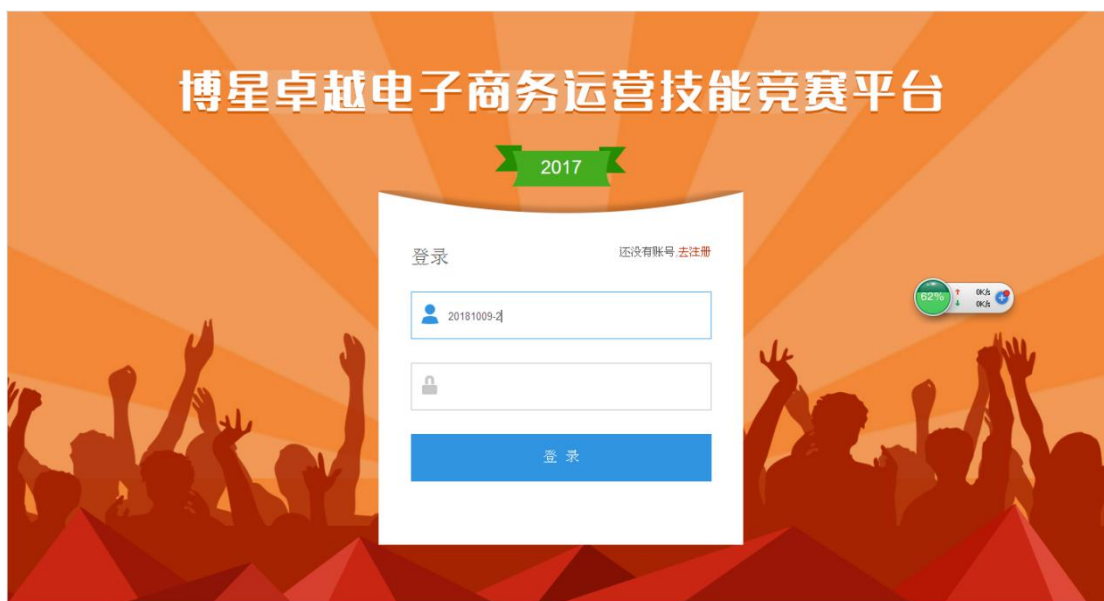 博星卓越电子商务运营技能竞赛平台
2017
登录 还没有账号,去注册
20181009-2
登 录
62% 0K/s
0K/s